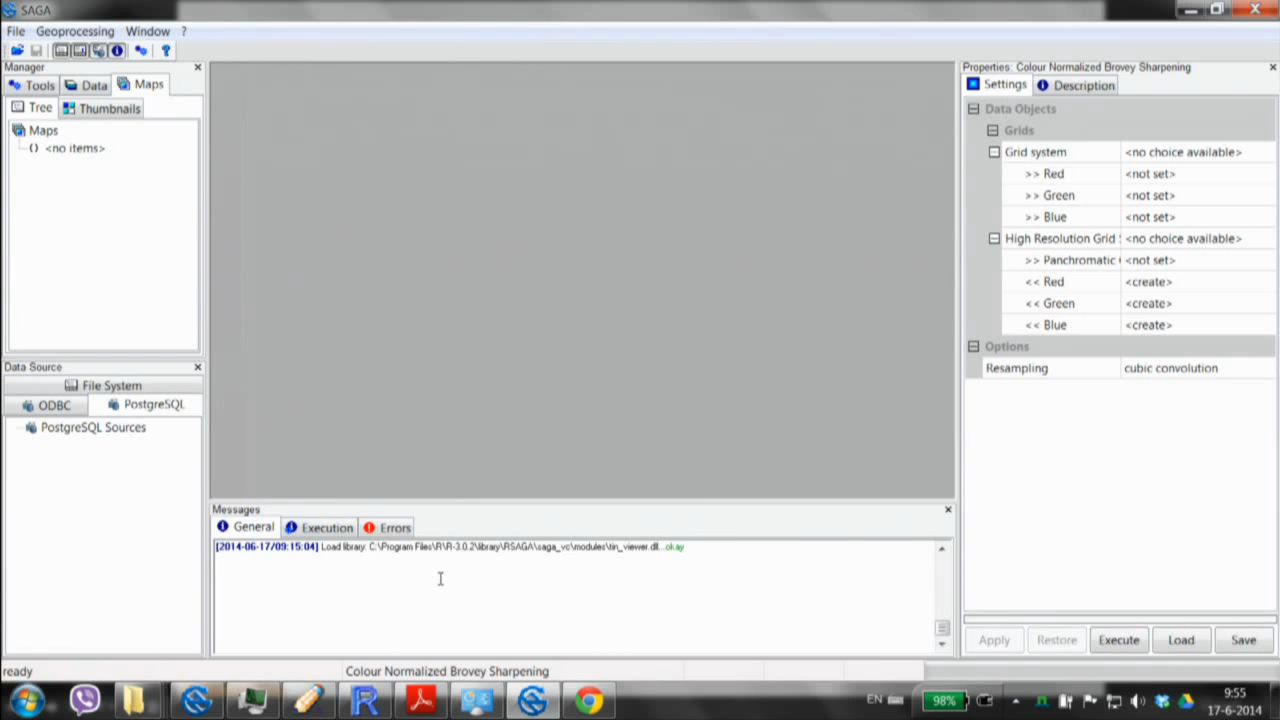 SAGA
File Geoprocessing Window ?
Manager
Tools Data Maps
Tree Thumbnails
Maps
<no items>
Data Source
File System
ODBC PostgreSQL
PostgreSQL Sources
Messages
General Execution Errors
[2014-06-17/09:15:04] Load library: C:\Program Files\R\R-3.0.2\library\RSAGA\saga_vc\modules\tin_viewer.dll...okay
Properties: Colour Normalized Brovey Sharpening
Settings Description
Data Objects
Grids
Grid system <no choice available>
>> Red <not set>
>> Green <not set>
>> Blue <not set>
High Resolution Grid <no choice available>
>> Panchromatic <not set>
<< Red <create>
<< Green <create>
<< Blue <create>
Options
Resampling cubic convolution
Apply Restore Execute Load Save
ready Colour Normalized Brovey Sharpening
EN 98% 9:55
17-6-2014